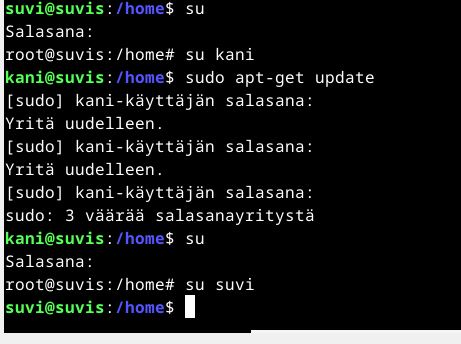 suvi@suvis:/home$ su
Salasana:
root@suvis:/home# su kani
kani@suvis:/home$ sudo apt-get update
[sudo] kani-käyttäjän salasana:
Yritä uudelleen.
[sudo] kani-käyttäjän salasana:
Yritä uudelleen.
[sudo] kani-käyttäjän salasana:
sudo: 3 väärää salasanayritystä
kani@suvis:/home$ su
Salasana:
root@suvis:/home# su suvi
suvi@suvis:/home$